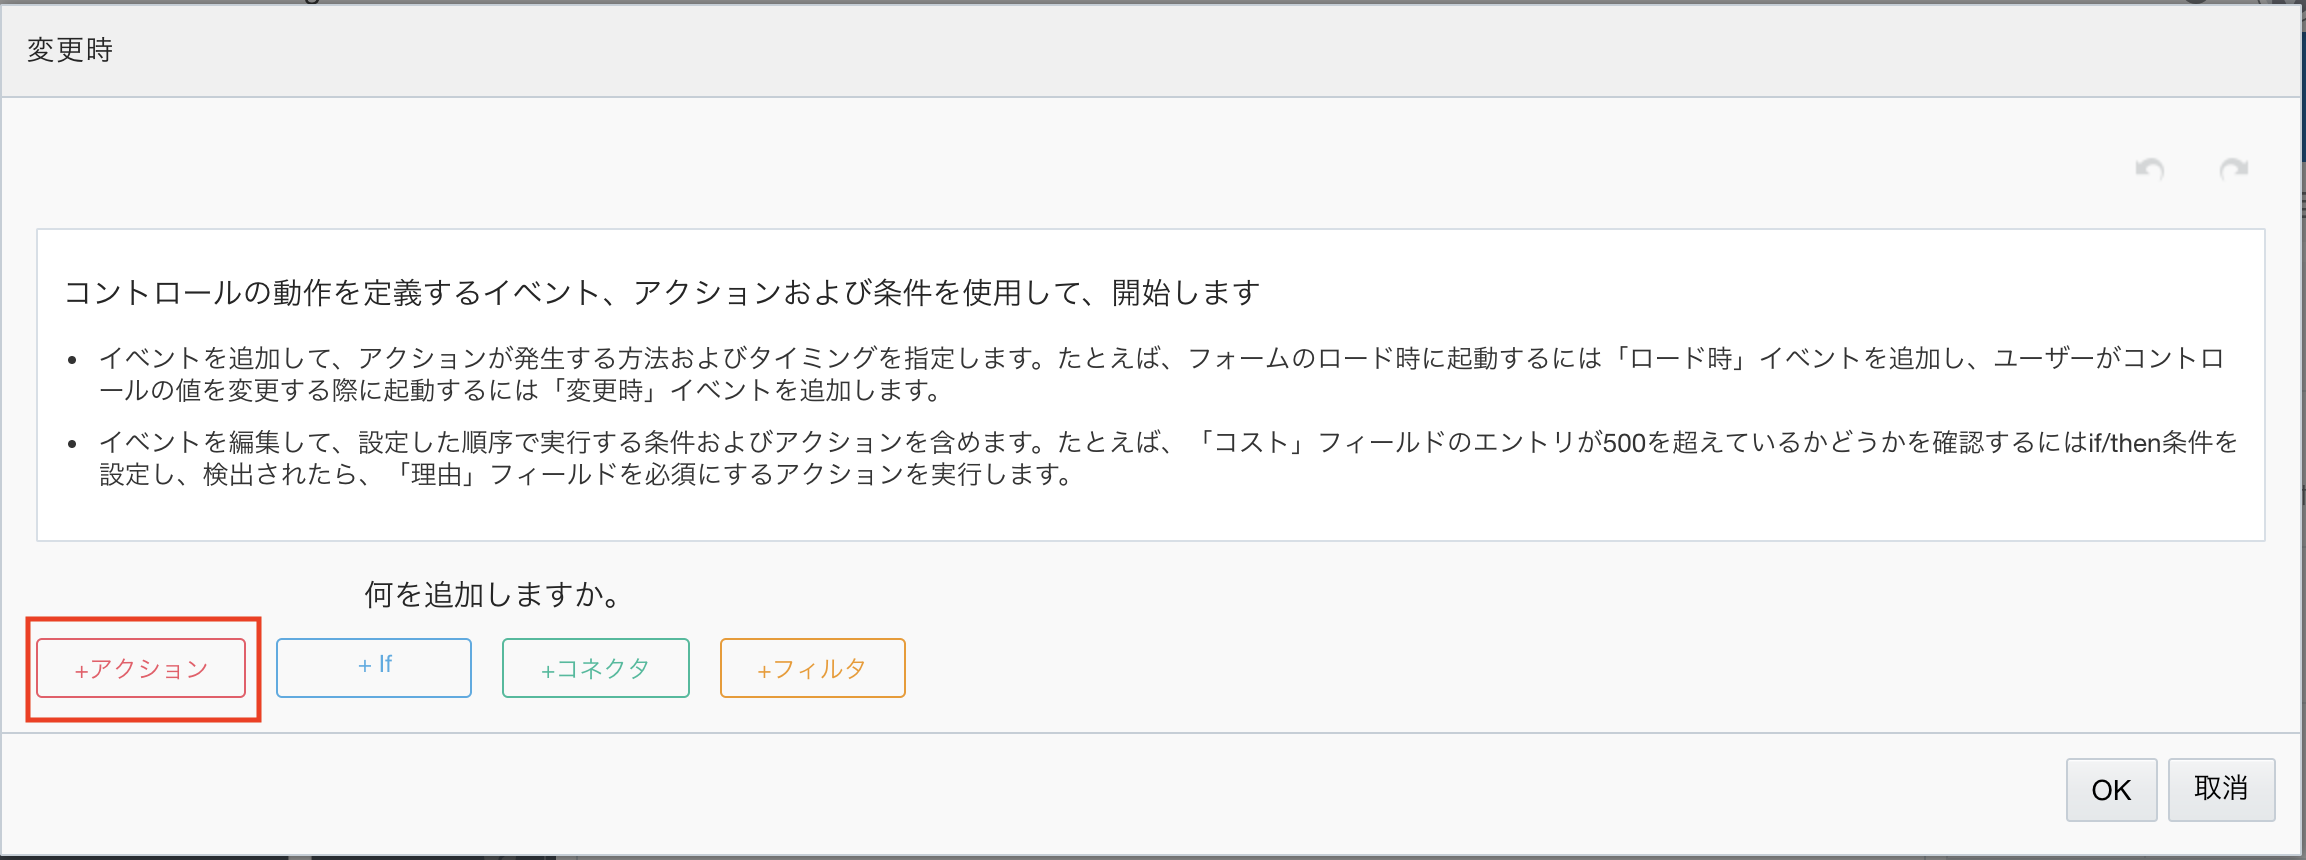 変更時
コントロールの動作を定義するイベント、アクションおよび条件を使用して、開始します
• イベントを追加して、アクションが発生する方法およびタイミングを指定します。たとえば、フォームのロード時に起動するには「ロード時」イベントを追加し、ユーザーがコントロ
ールの値を変更する際に起動するには「変更時」イベントを追加します。
• イベントを編集して、設定した順序で実行する条件およびアクションを含めます。たとえば、「コスト」フィールドのエントリが500を超えているかどうかを確認するにはif/then条件を
設定し、検出されたら、「理由」フィールドを必須にするアクションを実行します。
何を追加しますか。
+アクション
+ If
+コネクタ
+フィルタ
OK
取消